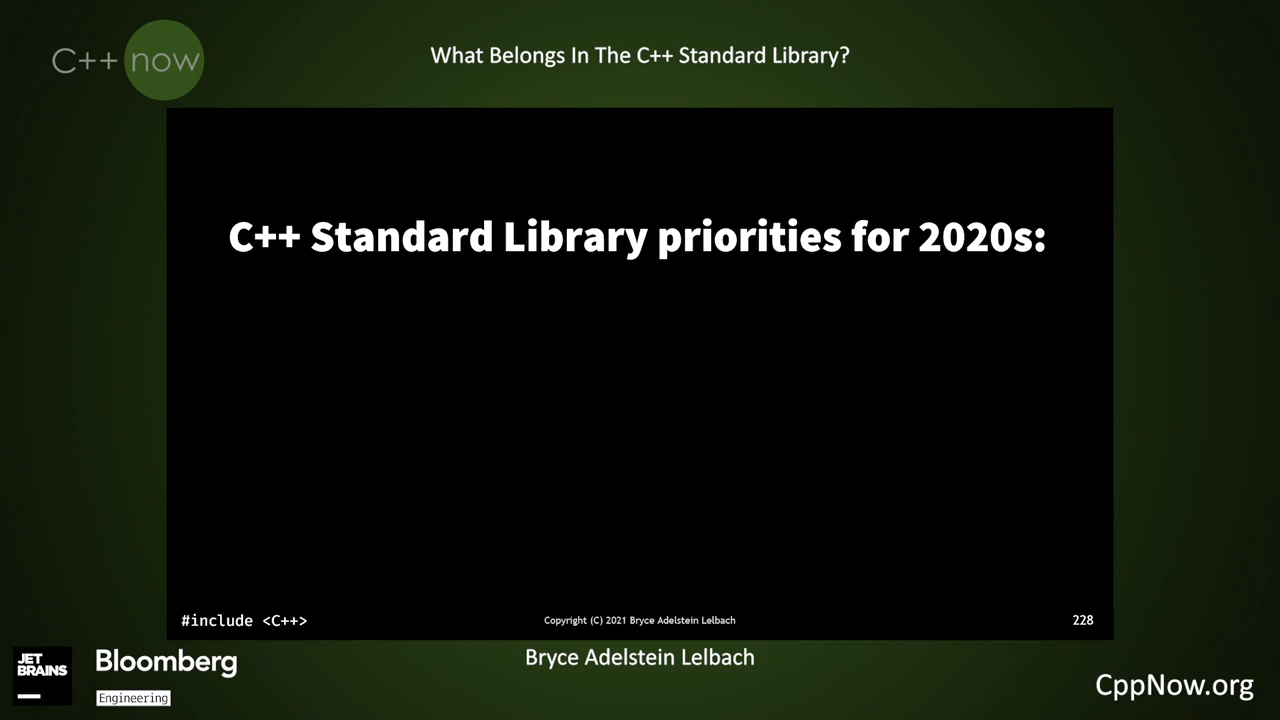 C++ now
What Belongs In The C++ Standard Library?
C++ Standard Library priorities for 2020s:
#include <C++>
Copyright (C) 2021 Bryce Adelstein Lelbach
228
JET
BRAINS
Bloomberg
Engineering
Bryce Adelstein Lelbach
CppNow.org